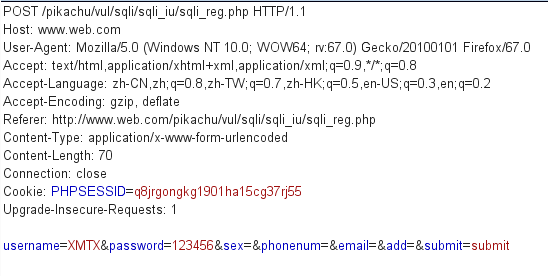 POST /pikachu/vul/sqli/sqli_iu/sqli_reg.php HTTP/1.1
Host: www.web.com
User-Agent: Mozilla/5.0 (Windows NT 10.0; WOW64; rv:67.0) Gecko/20100101 Firefox/67.0
Accept: text/html,application/xhtml+xml,application/xml;q=0.9,*/*;q=0.8
Accept-Language: zh-CN,zh;q=0.8,zh-TW;q=0.7,zh-HK;q=0.5,en-US;q=0.3,en;q=0.2
Accept-Encoding: gzip, deflate
Referer: http://www.web.com/pikachu/vul/sqli/sqli_iu/sqli_reg.php
Content-Type: application/x-www-form-urlencoded
Content-Length: 70
Connection: close
Cookie: PHPSESSID=q8jrgongkg1901ha15cg37rj55
Upgrade-Insecure-Requests: 1
username=XMTX&password=123456&sex=&phonenum=&email=&add=&submit=submit